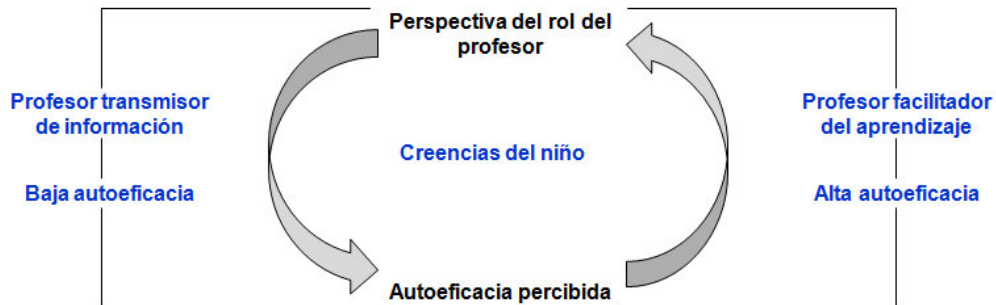 Perspectiva del rol del
profesor
Profesor transmisor
de información
Profesor facilitador
del aprendizaje
Creencias del niño
Baja autoeficacia
Alta autoeficacia
Autoeficacia percibida